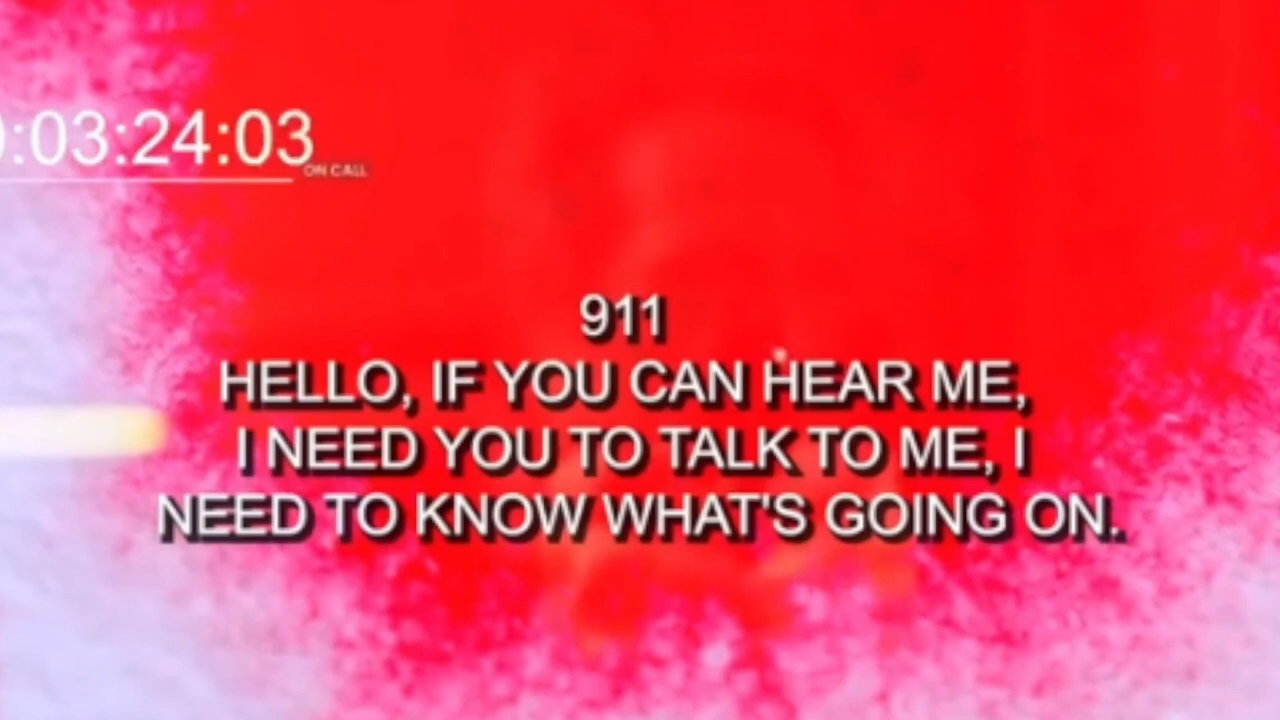 :03:24:03
ON CALL
911
HELLO, IF YOU CAN HEAR ME,
I NEED YOU TO TALK TO ME, I
NEED TO KNOW WHAT'S GOING ON.